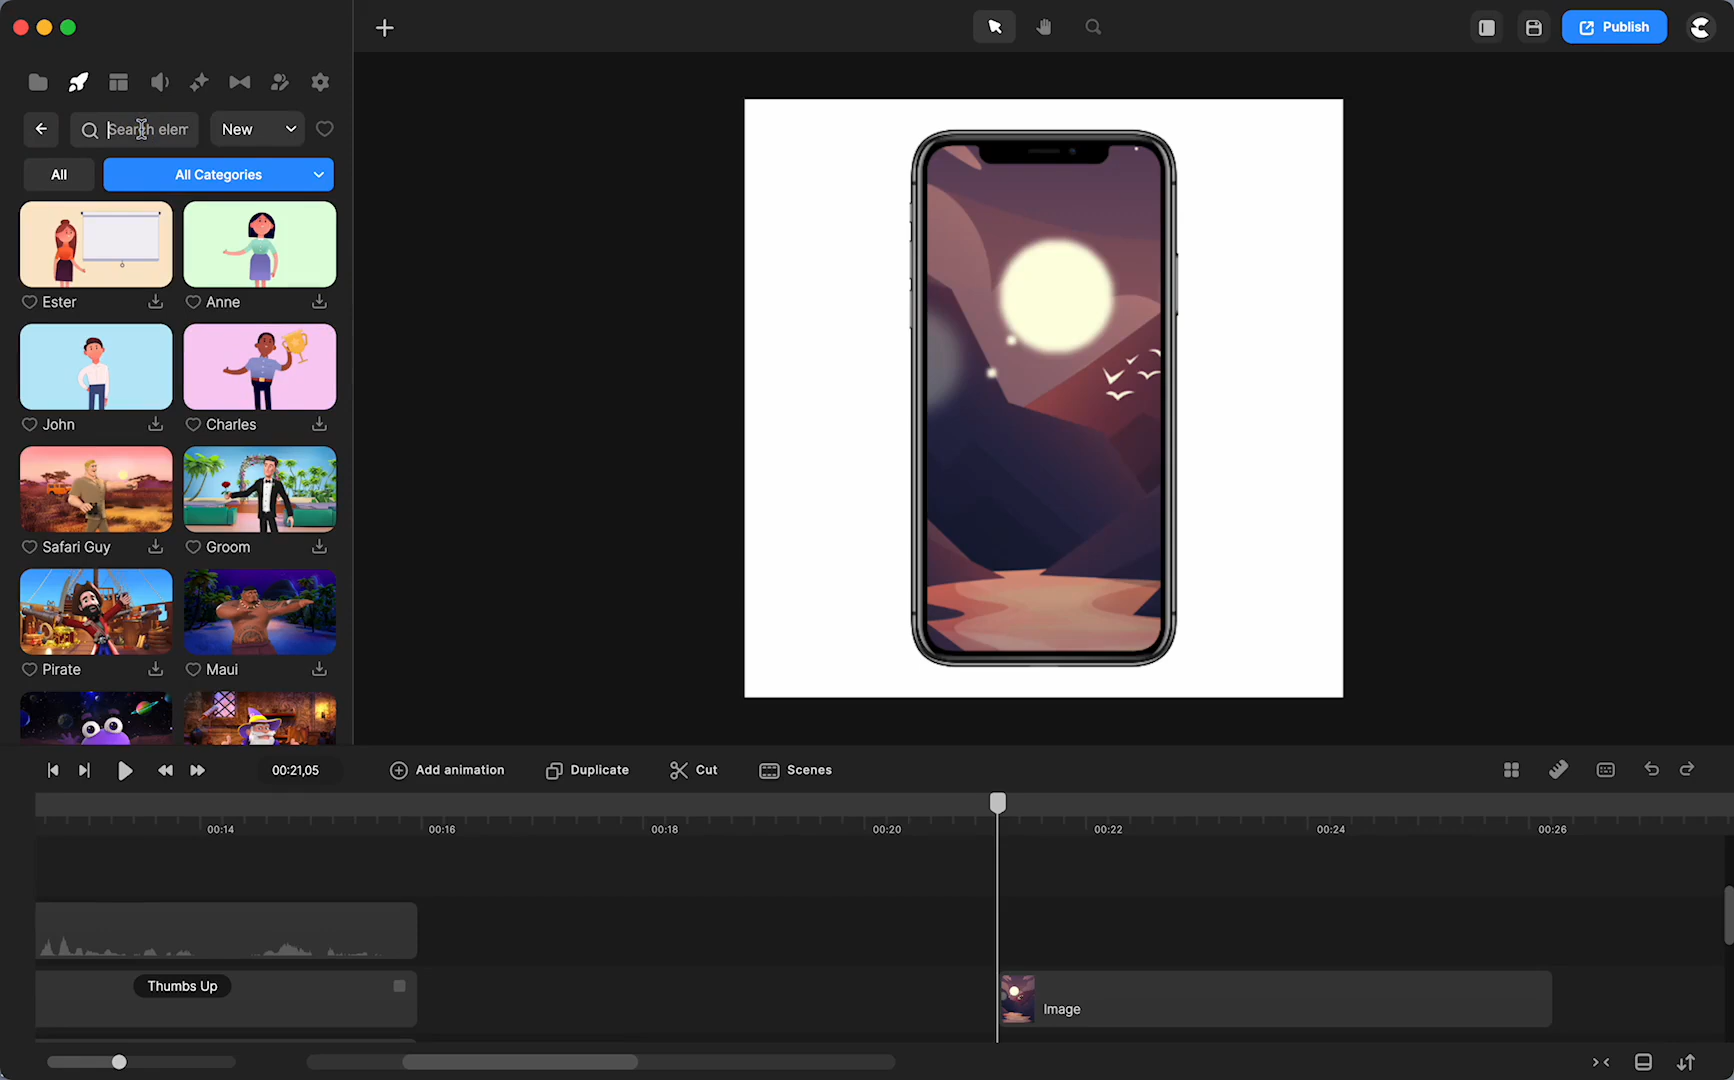 Publish
Search elem
New
All
All Categories
Ester
Anne
John
Charles
Safari Guy
Groom
Pirate
Maui
00:21,05
Add animation
Duplicate
Cut
Scenes
00:14
00:16
00:18
00:20
00:22
00:24
00:26
Thumbs Up
Image